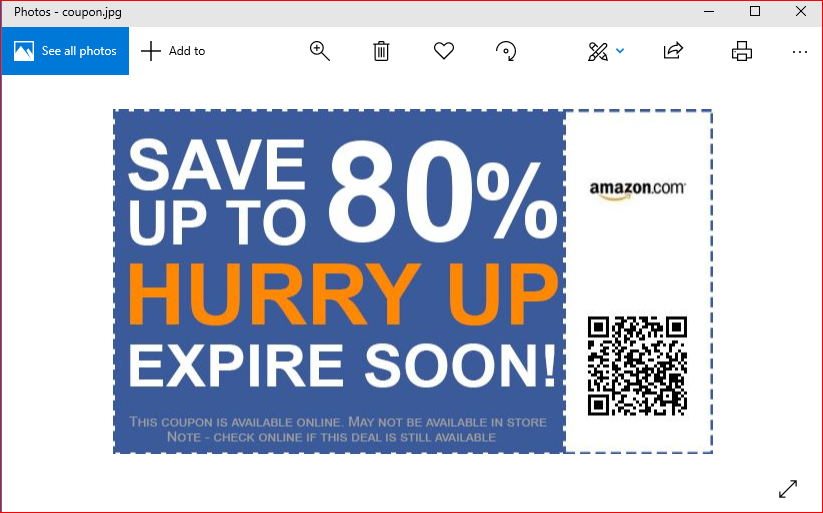 Photos - coupon.jpg
See all photos
Add to
SAVE
UP TO
80%
HURRY UP
EXPIRE SOON!
THIS COUPON IS AVAILABLE ONLINE. MAY NOT BE AVAILABLE IN STORE
NOTE - CHECK ONLINE IF THIS DEAL IS STILL AVAILABLE
amazon.com